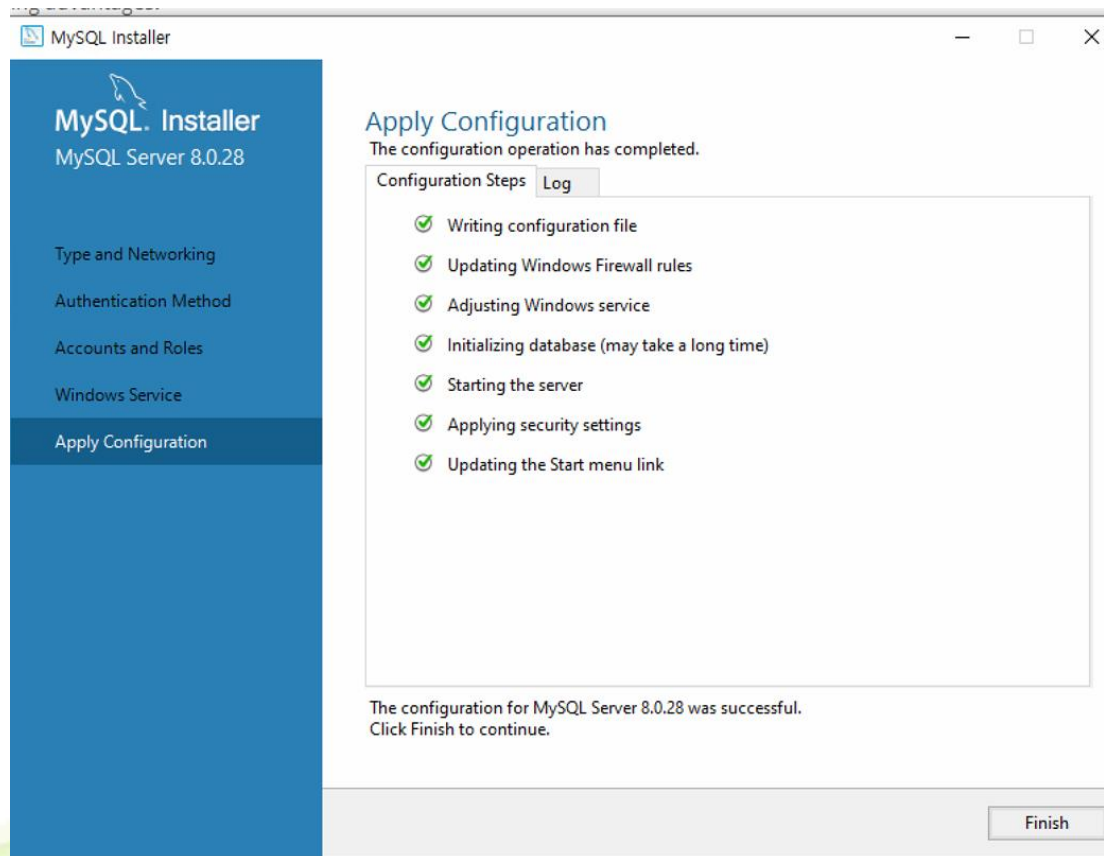 ing advantages.
MySQL Installer
MySQL. Installer
MySQL Server 8.0.28
Type and Networking
Authentication Method
Accounts and Roles
Windows Service
Apply Configuration
Apply Configuration
The configuration operation has completed.
Configuration Steps
Log
Writing configuration file
Updating Windows Firewall rules
Adjusting Windows service
Initializing database (may take a long time)
Starting the server
Applying security settings
Updating the Start menu link
The configuration for MySQL Server 8.0.28 was successful.
Click Finish to continue.
Finish